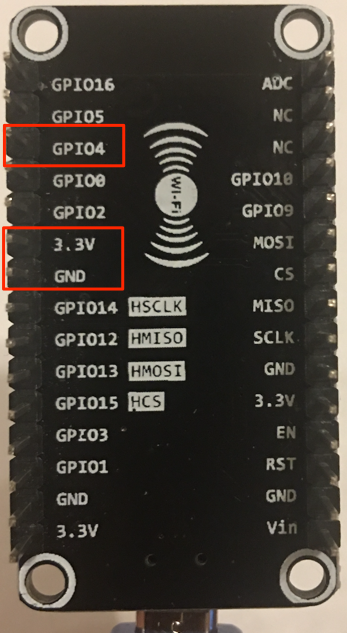 GPIO16 ADC
GPIO5 NC
GPIO4 NC
GPIO0 GPIO10
GPIO2 GPIO9
Wi-Fi
3.3V MOSI
GND CS
GPIO14 HSCLK MISO
GPIO12 HMISO SCLK
GPIO13 HMOSI GND
GPIO15 HCS 3.3V
GPIO3 EN
GPIO1 RST
GND GND
3.3V Vin